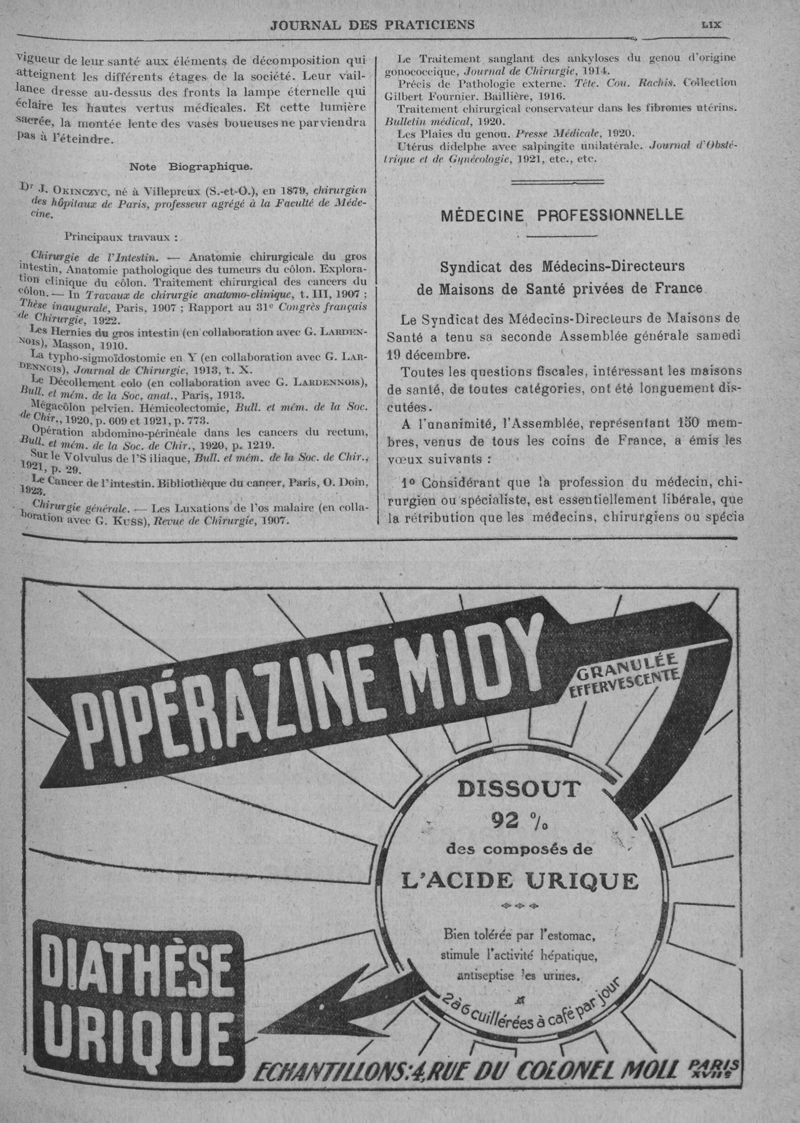 JOURNAL DES PRATICIENS
LIX
vigueur de leur santé aux éléments de décomposition qui
atteignent les différents étages de la société. Leur vail-
lance dresse au-dessus des fronts la lampe éternelle qui
éclaire les hautes vertus médicales. Et cette lumière
sacrée, la montée lente des vases boueuses ne parviendra
pas à l'éteindre.
Note Biographique.
Dr J. OKINCZYC, né à Villepreux (S.-et-O.), en 1879, chirurgien
des hôpitaux de Paris, professeur agrégé à la Faculté de Méde-
cine.
Principaux travaux :
Chirurgie de l'Intestin. — Anatomie chirurgicale du gros
intestin, Anatomie pathologique des tumeurs du côlon. Explora-
tion clinique du côlon. Traitement chirurgical des cancers du
côlon. — In Travaux de chirurgie anatomo-clinique, t. III, 1907 ;
Thèse inaugurale, Paris, 1907 ; Rapport au 31e Congrès français
de Chirurgie, 1922.
Les Hernies du gros intestin (en collaboration avec G. LARDEN-
NOIS), Masson, 1910.
La typho-sigmoïdostomie en Y (en collaboration avec G. LAR-
DENNOIS), Journal de Chirurgie, 1913, t. X.
Le Décollement colo (en collaboration avec G. LARDENNOIS),
Bull. et mém. de la Soc. anat., Paris, 1913.
Mégacôlon pelvien. Hémicolectomie, Bull. et mém. de la Soc.
de Chir., 1920, p. 609 et 1921, p. 773.
Opération abdomino-périnéale dans les cancers du rectum,
Bull. et mém. de la Soc. de Chir., 1920, p. 1219.
Sur le Volvulus de l'S iliaque, Bull. et mém. de la Soc. de Chir.,
1921, p. 29.
Le Cancer de l'intestin. Bibliothèque du cancer, Paris, O. Doin,
1923.
Chirurgie générale. — Les Luxations de l'os malaire (en colla-
boration avec G. KUSS), Revue de Chirurgie, 1907.
Le Traitement sanglant des ankyloses du genou d'origine
gonococcique, Journal de Chirurgie, 1914.
Précis de Pathologie externe. Tête. Cou. Rachis. Collection
Gilbert Fournier. Baillière, 1916.
Traitement chirurgical conservateur dans les fibromes utérins.
Bulletin médical, 1920.
Les Plaies du genou. Presse Médicale, 1920.
Utérus didelphe avec salpingite unilatérale. Journal d'Obsté-
trique et de Gynécologie, 1921, etc., etc.
MÉDECINE PROFESSIONNELLE
Syndicat des Médecins-Directeurs
de Maisons de Santé privées de France
Le Syndicat des Médecins-Directeurs de Maisons de
Santé a tenu sa seconde Assemblée générale samedi
19 décembre.
Toutes les questions fiscales, intéressant les maisons
de santé, de toutes catégories, ont été longuement dis-
cutées.
A l'unanimité, l'Assemblée, représentant 150 mem-
bres, venus de tous les coins de France, a émis les
vœux suivants :
1º Considérant que la profession du médecin, chi-
rurgien ou spécialiste, est essentiellement libérale, que
la rétribution que les médecins, chirurgiens ou spécia
PIPÉRAZINE MIDY
GRANULÉE
EFFERVESCENTE
DISSOUT
92 %
des composés de
L'ACIDE URIQUE
Bien tolérée par l'estomac,
stimule l'activité hépatique,
antiseptise les urines.
2 à 6 cuillérées à café par jour
DIATHÈSE
URIQUE
ECHANTILLONS: 4, RUE DU COLONEL MOLL PARIS
XVIIe